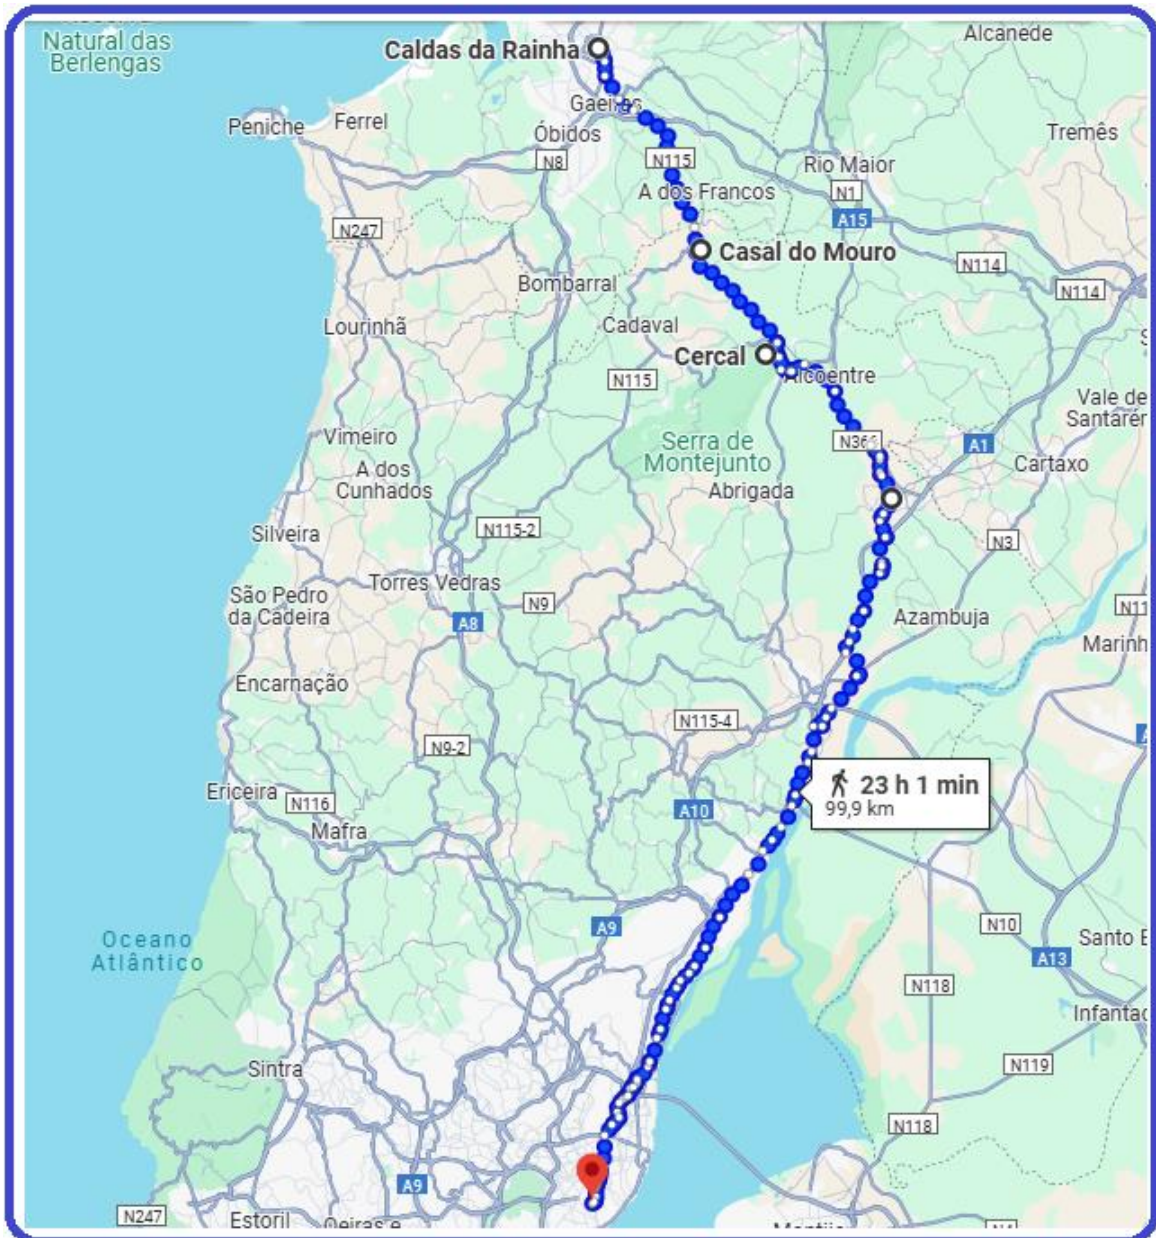 Natural das
Berlengas
Alcanede
Caldas da Rainha
Gaeiras
Peniche
Ferrel
Óbidos
Tremês
N8
N115
Rio Maior
N1
A dos Francos
A15
N247
Casal do Mouro
N114
N114
Bombarral
Lourinhã
Cadaval
Cercal
Alcoentre
N115
Vale de
Vimeiro
Serra de
Montejunto
N366
A1
Cartaxo
A dos
Cunhados
Abrigada
Silveira
N115-2
N3
Torres Vedras
São Pedro
da Cadeira
N9
A8
Azambuja
Encarnação
N115-4
N9-2
23 h 1 min
99,9 km
Ericeira
N116
A10
Mafra
A9
N10
Oceano
Atlântico
A13
N118
Sintra
N119
N118
A9
N247
Estoril
Oeiras e